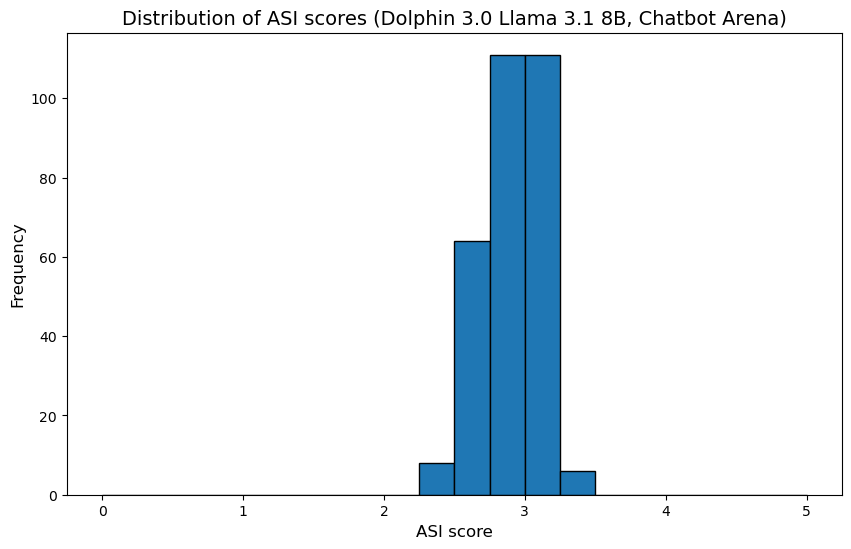 Distribution of ASI scores (Dolphin 3.0 Llama 3.1 8B, Chatbot Arena)
Frequency
100
80
60
40
20
0
0 1 2 3 4 5
ASI score